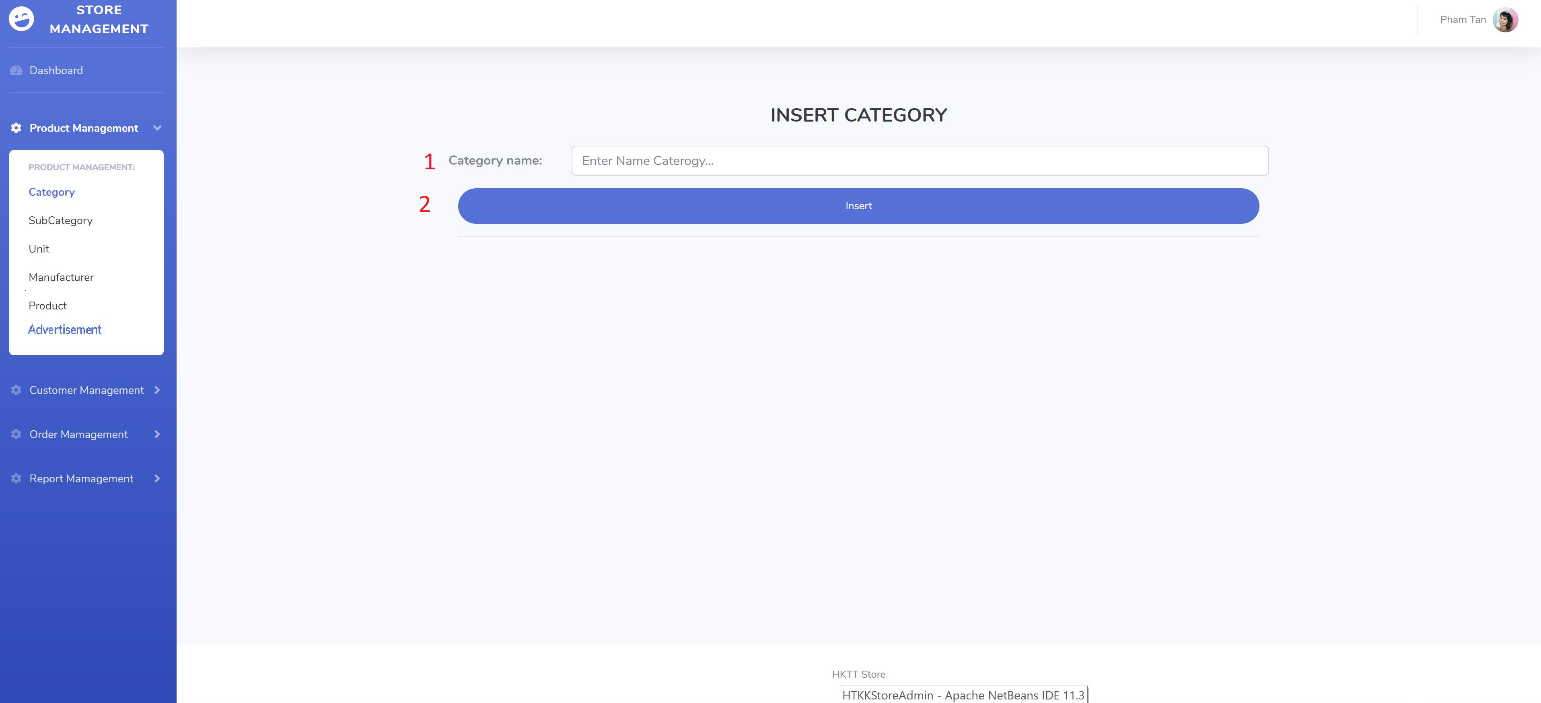 STORE
MANAGEMENT
Pham Tan
Dashboard
Product Management
PRODUCT MANAGEMENT:
Category
SubCategory
Unit
Manufacturer
Product
Advertisement
Customer Management
Order Mamagement
Report Mamagement
INSERT CATEGORY
1 Category name: Enter Name Caterogy...
2 Insert
HKTT Store
HTKKStoreAdmin - Apache NetBeans IDE 11.3